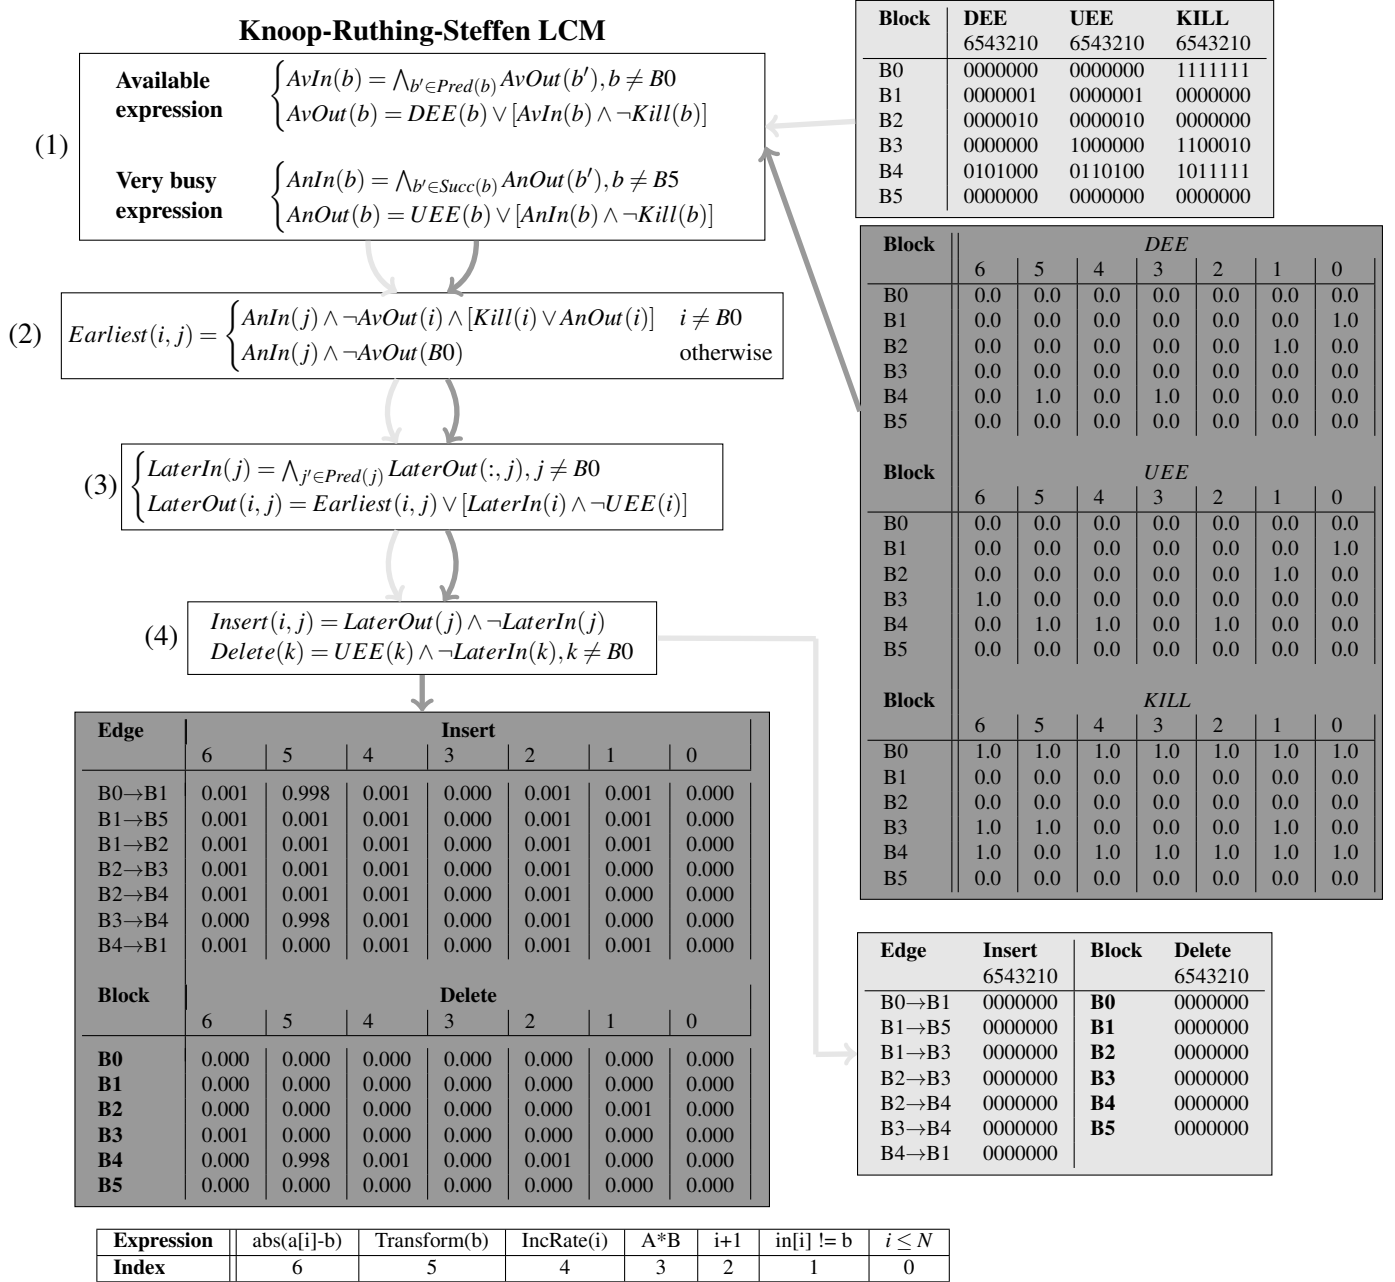 Knoop-Ruthing-Steffen LCM
(1)
Available expression
AvIn(b) = ⋀_{b′∈Pred(b)} AvOut(b′), b ≠ B0
AvOut(b) = DEE(b) ∨ [AvIn(b) ∧ ¬Kill(b)]
Very busy expression
AnIn(b) = ⋀_{b′∈Succ(b)} AnOut(b′), b ≠ B5
AnOut(b) = UEE(b) ∨ [AnIn(b) ∧ ¬Kill(b)]
(2)
Earliest(i, j) =
AnIn(j) ∧ ¬AvOut(i) ∧ [Kill(i) ∨ AnOut(i)] i ≠ B0
AnIn(j) ∧ ¬AvOut(B0) otherwise
(3)
LaterIn(j) = ⋀_{j′∈Pred(j)} LaterOut(:, j), j ≠ B0
LaterOut(i, j) = Earliest(i, j) ∨ [LaterIn(i) ∧ ¬UEE(i)]
(4)
Insert(i, j) = LaterOut(j) ∧ ¬LaterIn(j)
Delete(k) = UEE(k) ∧ ¬LaterIn(k), k ≠ B0
Block DEE UEE KILL
6543210 6543210 6543210
B0 0000000 0000000 1111111
B1 0000001 0000001 0000000
B2 0000010 0000010 0000000
B3 0000000 1000000 1100010
B4 0101000 0110100 1011111
B5 0000000 0000000 0000000
Block DEE
6 5 4 3 2 1 0
B0 0.0 0.0 0.0 0.0 0.0 0.0 0.0
B1 0.0 0.0 0.0 0.0 0.0 0.0 1.0
B2 0.0 0.0 0.0 0.0 0.0 1.0 0.0
B3 0.0 0.0 0.0 0.0 0.0 0.0 0.0
B4 0.0 1.0 0.0 1.0 0.0 0.0 0.0
B5 0.0 0.0 0.0 0.0 0.0 0.0 0.0
Block UEE
6 5 4 3 2 1 0
B0 0.0 0.0 0.0 0.0 0.0 0.0 0.0
B1 0.0 0.0 0.0 0.0 0.0 0.0 1.0
B2 0.0 0.0 0.0 0.0 0.0 1.0 0.0
B3 1.0 0.0 0.0 0.0 0.0 0.0 0.0
B4 0.0 1.0 1.0 0.0 1.0 0.0 0.0
B5 0.0 0.0 0.0 0.0 0.0 0.0 0.0
Block KILL
6 5 4 3 2 1 0
B0 1.0 1.0 1.0 1.0 1.0 1.0 1.0
B1 0.0 0.0 0.0 0.0 0.0 0.0 0.0
B2 0.0 0.0 0.0 0.0 0.0 0.0 0.0
B3 1.0 1.0 0.0 0.0 0.0 1.0 0.0
B4 1.0 0.0 1.0 1.0 1.0 1.0 1.0
B5 0.0 0.0 0.0 0.0 0.0 0.0 0.0
Edge Insert
6 5 4 3 2 1 0
B0→B1 0.001 0.998 0.001 0.000 0.001 0.001 0.000
B1→B5 0.001 0.001 0.001 0.000 0.001 0.001 0.000
B1→B2 0.001 0.001 0.001 0.000 0.001 0.001 0.000
B2→B3 0.001 0.001 0.001 0.000 0.001 0.001 0.000
B2→B4 0.001 0.001 0.001 0.000 0.001 0.001 0.000
B3→B4 0.000 0.998 0.001 0.000 0.001 0.000 0.000
B4→B1 0.001 0.000 0.001 0.000 0.001 0.001 0.000
Block Delete
6 5 4 3 2 1 0
B0 0.000 0.000 0.000 0.000 0.000 0.000 0.000
B1 0.000 0.000 0.000 0.000 0.000 0.000 0.000
B2 0.000 0.000 0.000 0.000 0.000 0.001 0.000
B3 0.001 0.000 0.000 0.000 0.000 0.000 0.000
B4 0.000 0.998 0.001 0.000 0.001 0.000 0.000
B5 0.000 0.000 0.000 0.000 0.000 0.000 0.000
Edge Insert Block Delete
6543210 6543210
B0→B1 0000000 B0 0000000
B1→B5 0000000 B1 0000000
B1→B3 0000000 B2 0000000
B2→B3 0000000 B3 0000000
B2→B4 0000000 B4 0000000
B3→B4 0000000 B5 0000000
B4→B1 0000000
Expression abs(a[i]-b) Transform(b) IncRate(i) A*B i+1 in[i] != b i ≤ N
Index 6 5 4 3 2 1 0